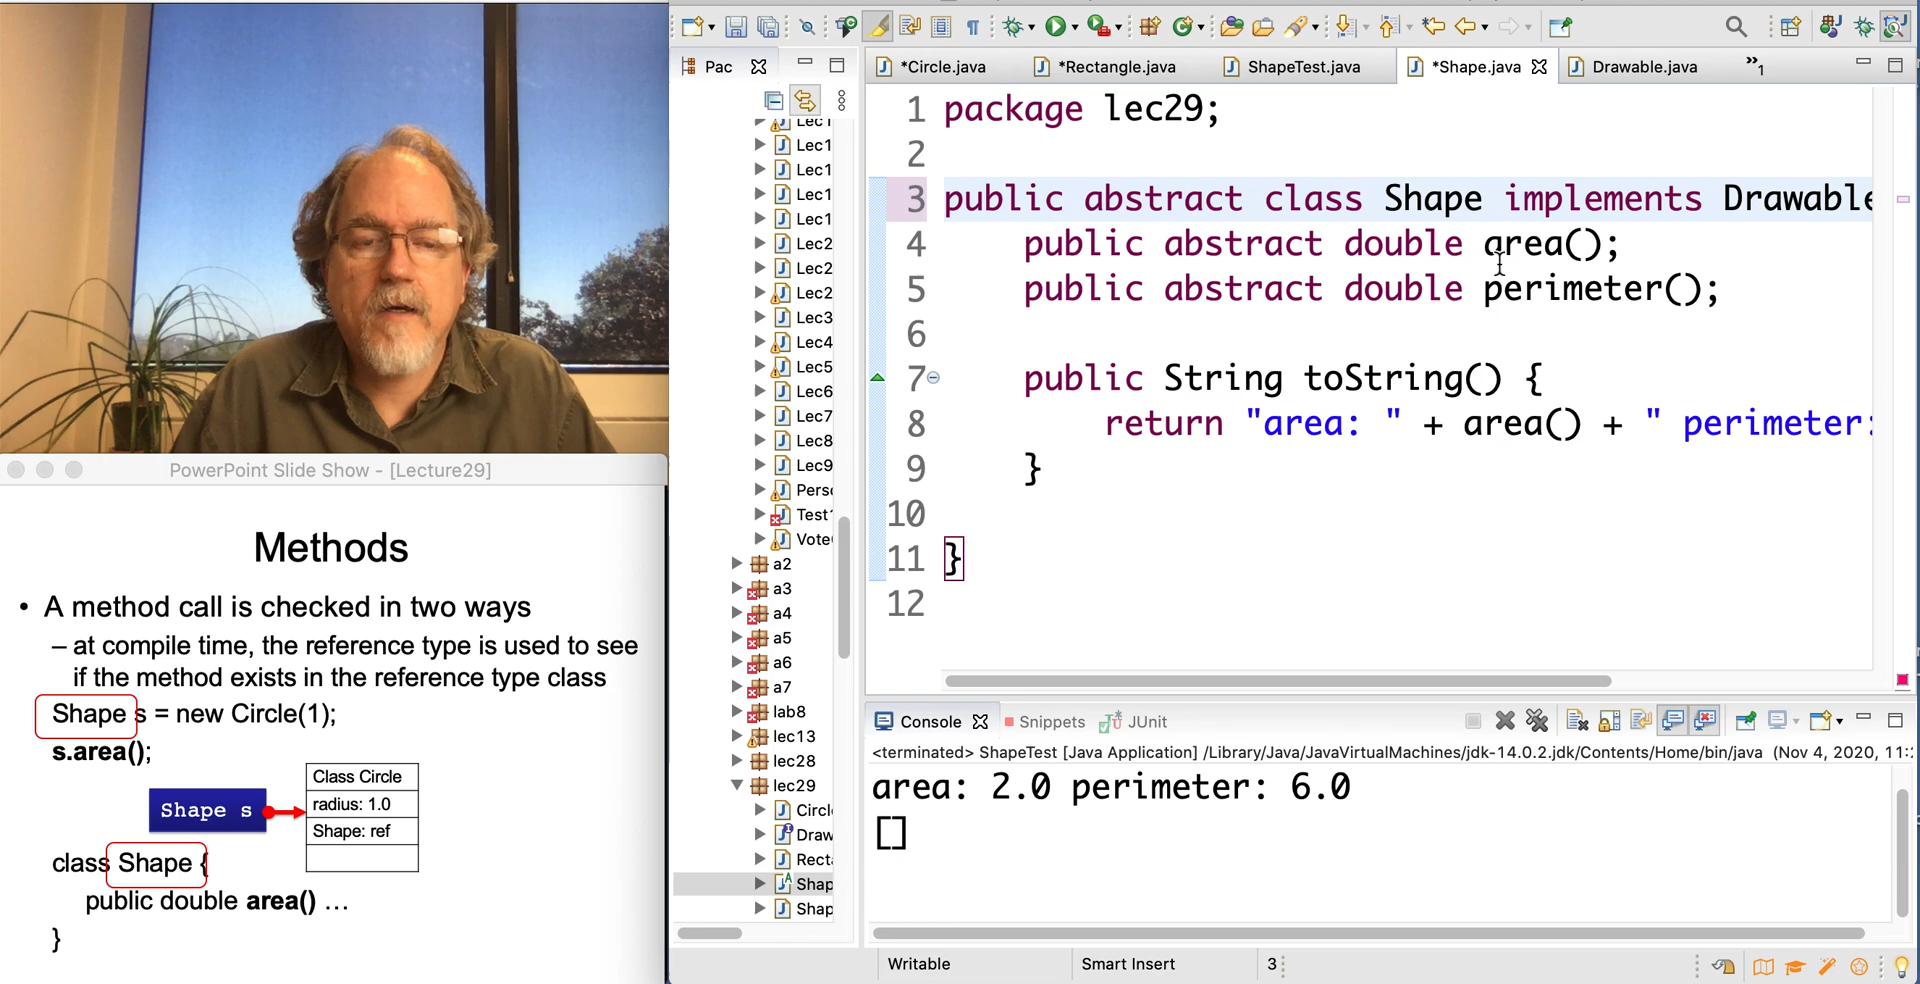 Pac
*Circle.java
*Rectangle.java
ShapeTest.java
*Shape.java
Drawable.java
»1
Lec1
Lec1
Lec1
Lec1
Lec1
Lec2
Lec2
Lec2
Lec3
Lec4
Lec5
Lec6
Lec7
Lec8
Lec9
Perso
Test
Vote
a2
a3
a4
a5
a6
a7
lab8
lec13
lec28
lec29
Circl
Draw
Recta
Shap
Shap
1 package lec29;
2
3 public abstract class Shape implements Drawable
4 public abstract double area();
5 public abstract double perimeter();
6
7 public String toString() {
8 return "area: " + area() + " perimeter:
9 }
10
11 }
12
Console
Snippets
JUnit
<terminated> ShapeTest [Java Application] /Library/Java/JavaVirtualMachines/jdk-14.0.2.jdk/Contents/Home/bin/java (Nov 4, 2020, 11:
area: 2.0 perimeter: 6.0
[]
Writable
Smart Insert
3
PowerPoint Slide Show - [Lecture29]
Methods
• A method call is checked in two ways
– at compile time, the reference type is used to see
if the method exists in the reference type class
Shape s = new Circle(1);
s.area();
Shape s
Class Circle
radius: 1.0
Shape: ref
class Shape {
public double area() …
}